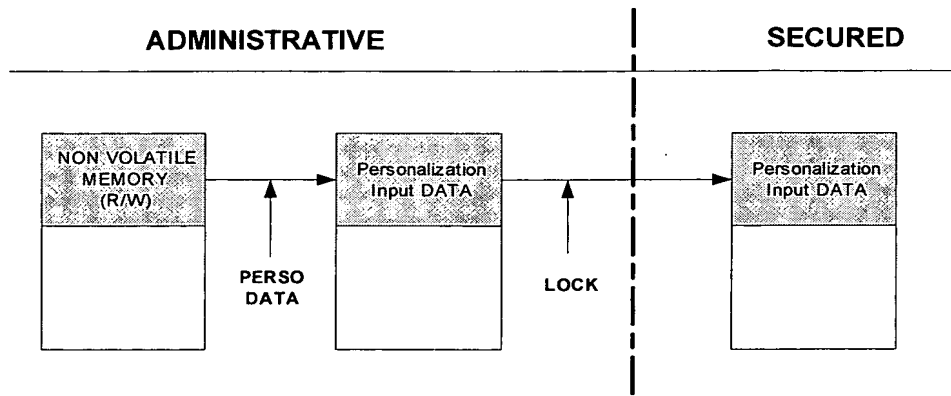 ADMINISTRATIVE
SECURED
NON VOLATILE
MEMORY
(R/W)
Personalization
Input DATA
Personalization
Input DATA
PERSO
DATA
LOCK